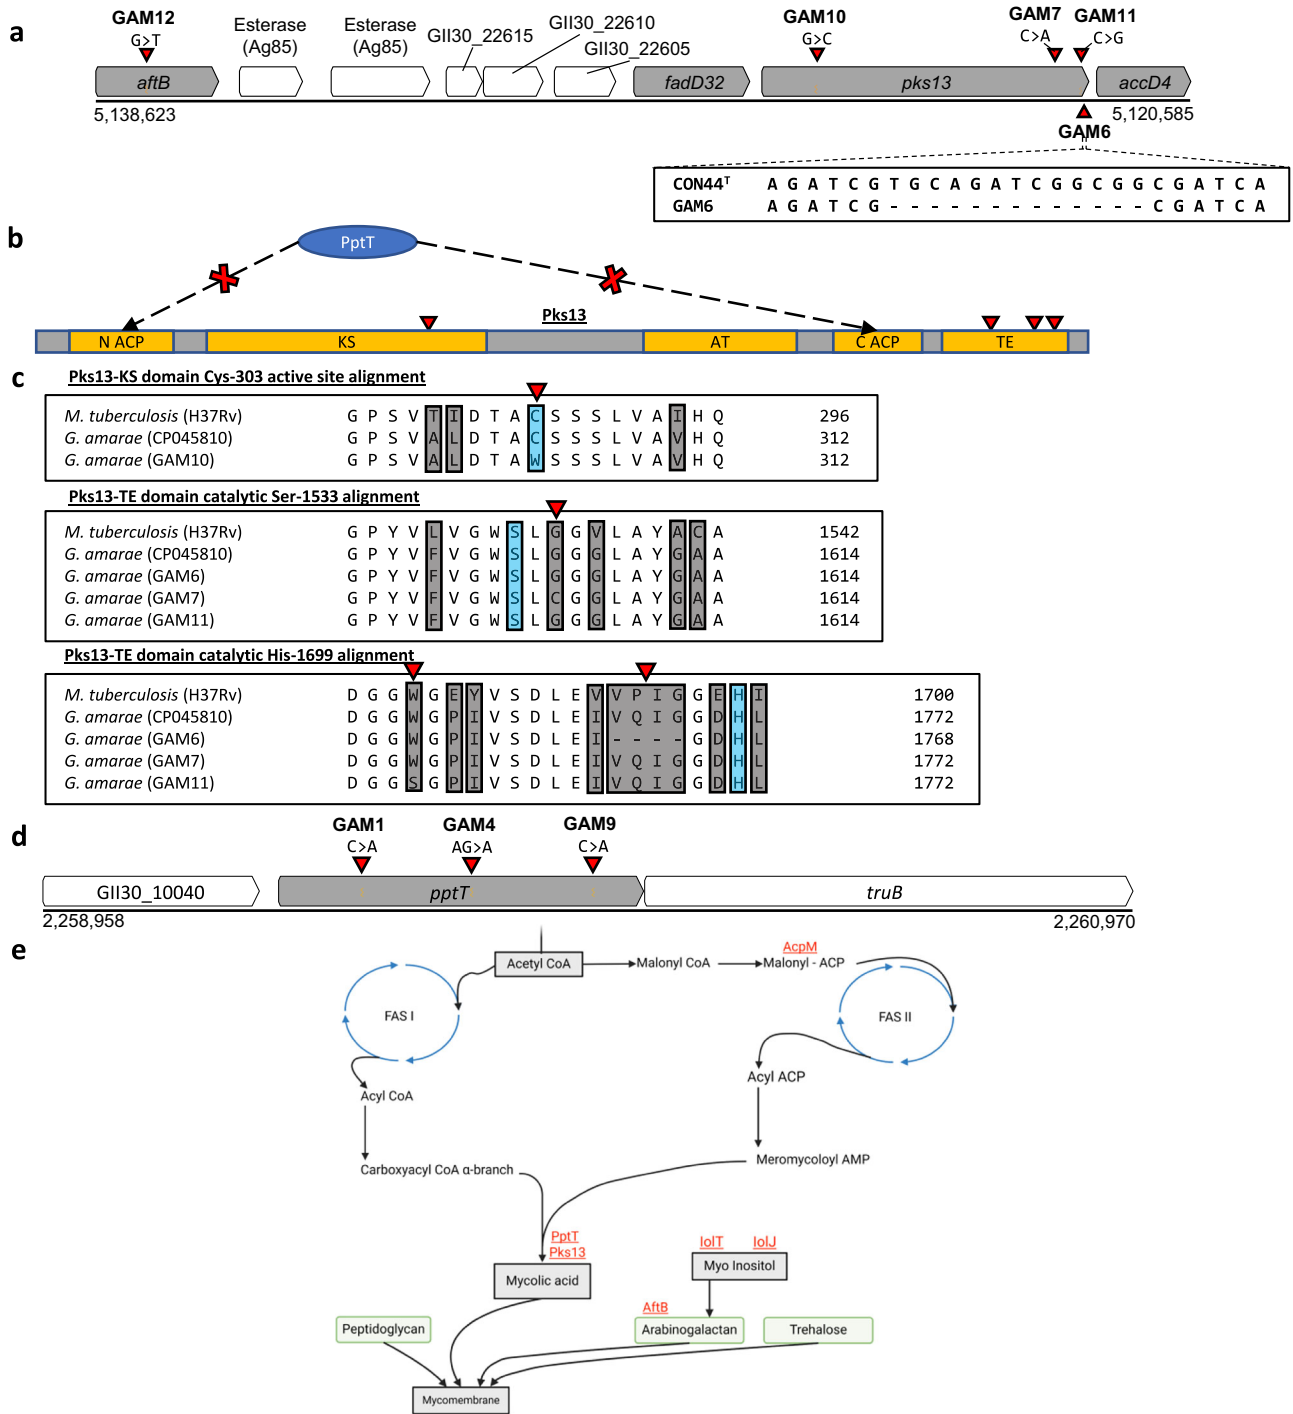 a
GAM12
G>T
Esterase
(Ag85)
Esterase
(Ag85)
GII30_22615
GII30_22610
GII30_22605
GAM10
G>C
GAM7
C>A
GAM11
C>G
aftB
fadD32
pks13
accD4
5,138,623
5,120,585
GAM6
CON44ᵀ A G A T C G T G C A G A T C G G C G G C G A T C A
GAM6 A G A T C G - - - - - - - - - - - - - C G A T C A
b
PptT
Pks13
N ACP
KS
AT
C ACP
TE
c
Pks13-KS domain Cys-303 active site alignment
M. tuberculosis (H37Rv) G P S V T I D T A C S S S L V A I H Q 296
G. amarae (CP045810) G P S V A L D T A C S S S L V A V H Q 312
G. amarae (GAM10) G P S V A L D T A W S S S L V A V H Q 312
Pks13-TE domain catalytic Ser-1533 alignment
M. tuberculosis (H37Rv) G P Y V L V G W S L G G V L A Y A C A 1542
G. amarae (CP045810) G P Y V F V G W S L G G G L A Y G A A 1614
G. amarae (GAM6) G P Y V F V G W S L G G G L A Y G A A 1614
G. amarae (GAM7) G P Y V F V G W S L C G G L A Y G A A 1614
G. amarae (GAM11) G P Y V F V G W S L G G G L A Y G A A 1614
Pks13-TE domain catalytic His-1699 alignment
M. tuberculosis (H37Rv) D G G W G E Y V S D L E V V P I G G E H I 1700
G. amarae (CP045810) D G G W G P I V S D L E I V Q I G G D H L 1772
G. amarae (GAM6) D G G W G P I V S D L E I - - - - G D H L 1768
G. amarae (GAM7) D G G W G P I V S D L E I V Q I G G D H L 1772
G. amarae (GAM11) D G G S G P I V S D L E I V Q I G G D H L 1772
d
GAM1
C>A
GAM4
AG>A
GAM9
C>A
GII30_10040
pptT
truB
2,258,958
2,260,970
e
Acetyl CoA
Malonyl CoA
AcpM
Malonyl - ACP
FAS I
FAS II
Acyl CoA
Acyl ACP
Carboxyacyl CoA α-branch
Meromycoloyl AMP
PptT
Pks13
Mycolic acid
IolT
IolJ
Myo Inositol
AftB
Peptidoglycan
Arabinogalactan
Trehalose
Mycomembrane